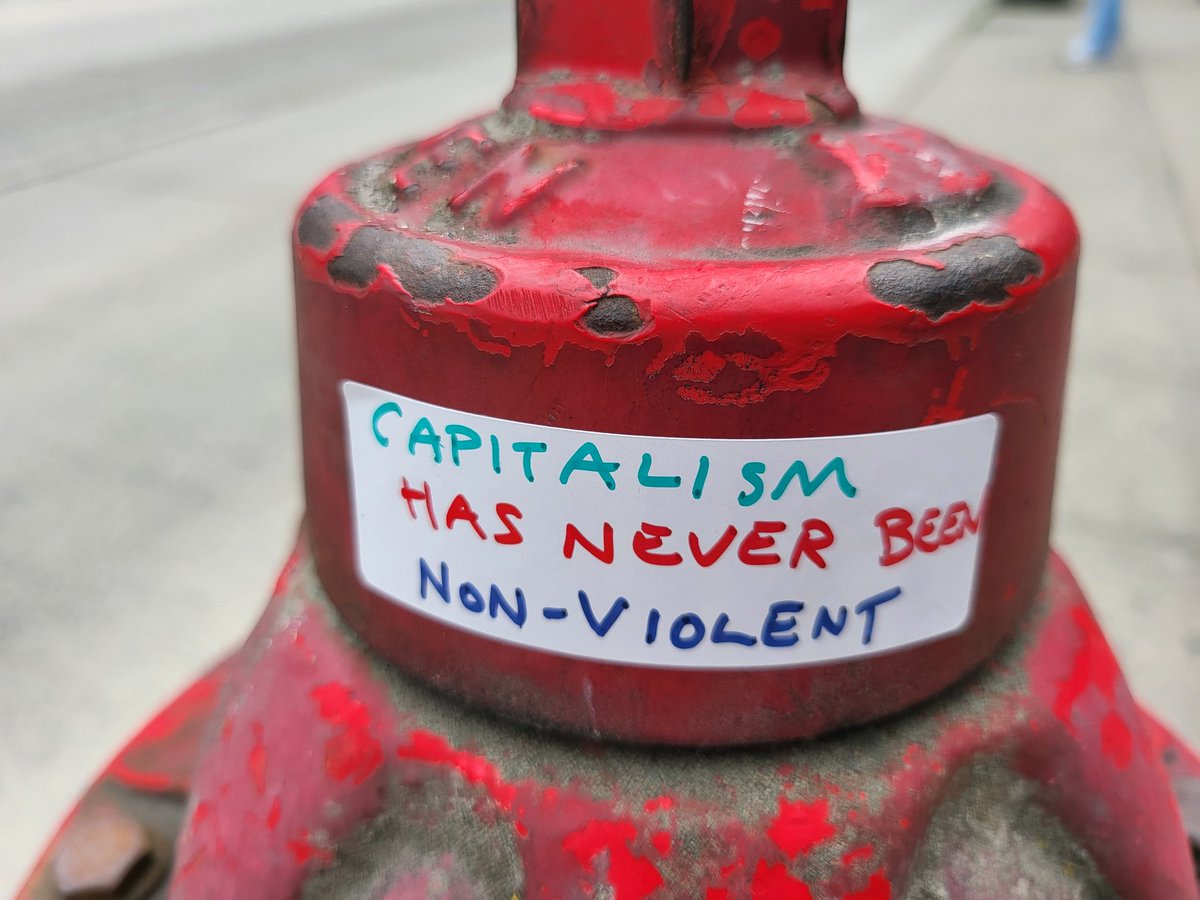 CAPITALISM
HAS NEVER BEEN
NON-VIOLENT